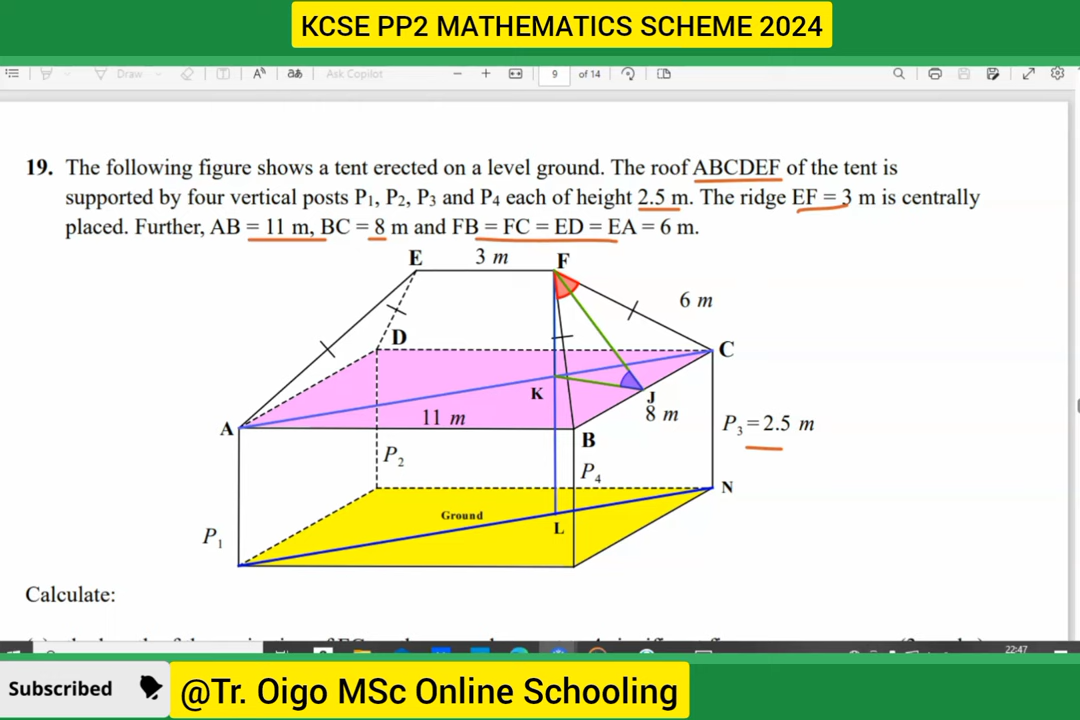 KCSE PP2 MATHEMATICS SCHEME 2024
Draw
Ask Copilot
9
of 14
19. The following figure shows a tent erected on a level ground. The roof ABCDEF of the tent is
supported by four vertical posts P1, P2, P3 and P4 each of height 2.5 m. The ridge EF = 3 m is centrally
placed. Further, AB = 11 m, BC = 8 m and FB = FC = ED = EA = 6 m.
E
3 m
F
6 m
D
C
K
J
A
11 m
8 m
B
P3 = 2.5 m
P2
P4
N
Ground
L
P1
Calculate:
22:47
Subscribed
@Tr. Oigo MSc Online Schooling